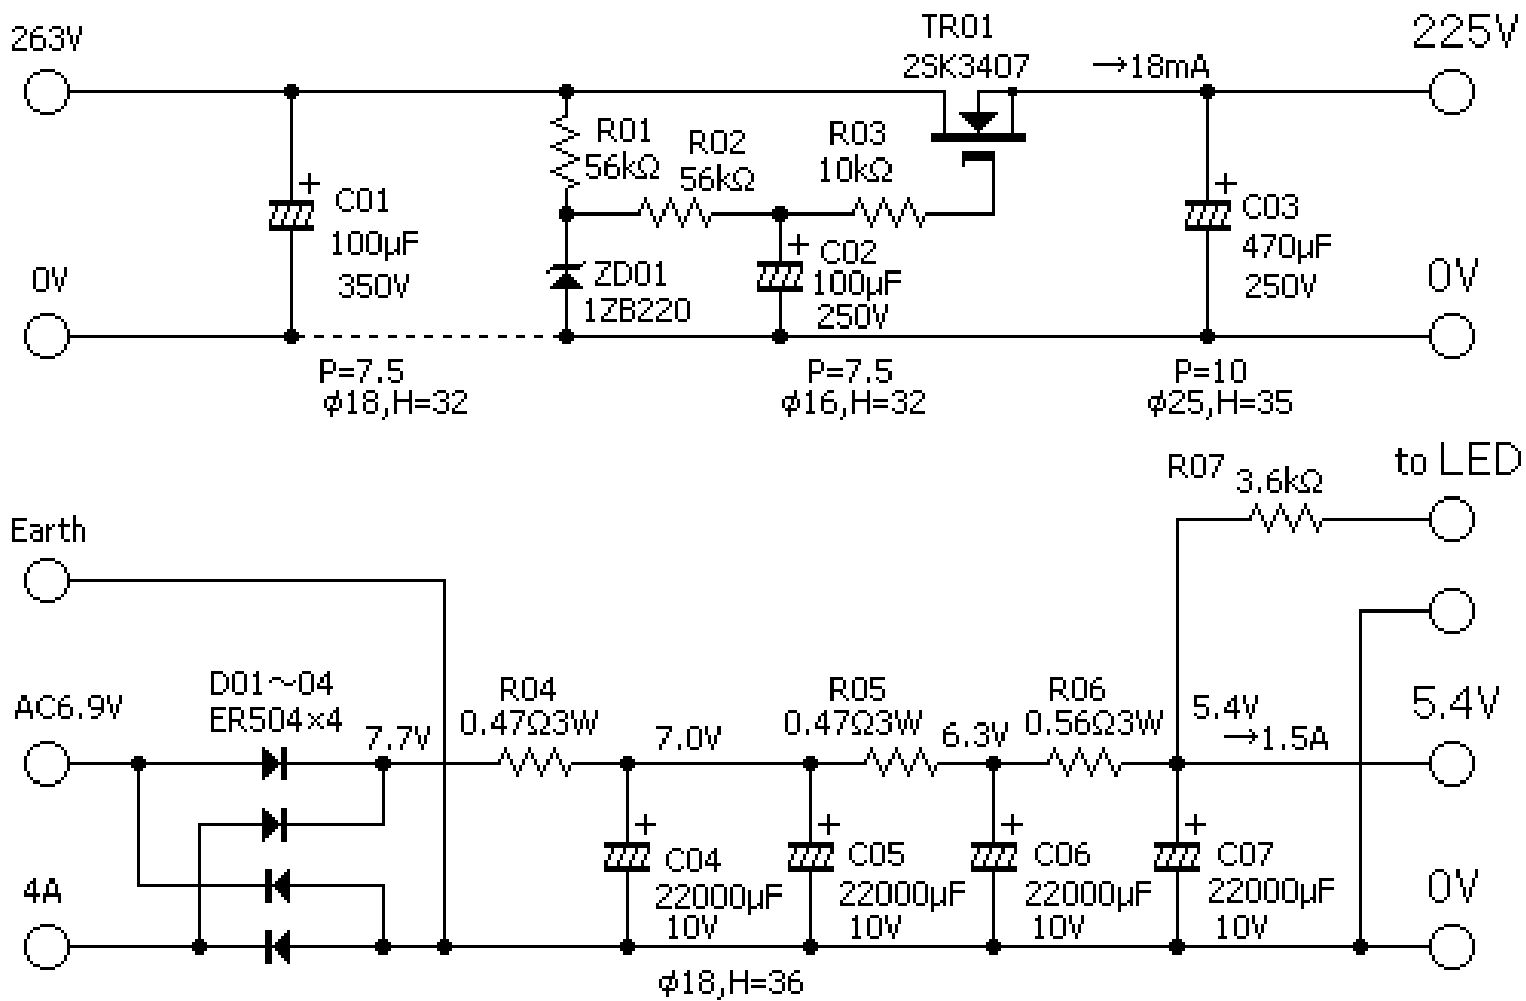 263V
TR01
2SK3407
→18mA
225V
R01
56kΩ
R02
56kΩ
R03
10kΩ
+
C01
100μF
350V
+
C02
100μF
250V
+
C03
470μF
250V
0V
ZD01
1ZB220
0V
P=7.5
φ18,H=32
P=7.5
φ16,H=32
P=10
φ25,H=35
R07
3.6kΩ
to LED
Earth
AC6.9V
D01～04
ER504×4
7.7V
R04
0.47Ω3W
7.0V
R05
0.47Ω3W
6.3V
R06
0.56Ω3W
5.4V
→1.5A
5.4V
4A
+
C04
22000μF
10V
+
C05
22000μF
10V
+
C06
22000μF
10V
+
C07
22000μF
10V
0V
φ18,H=36